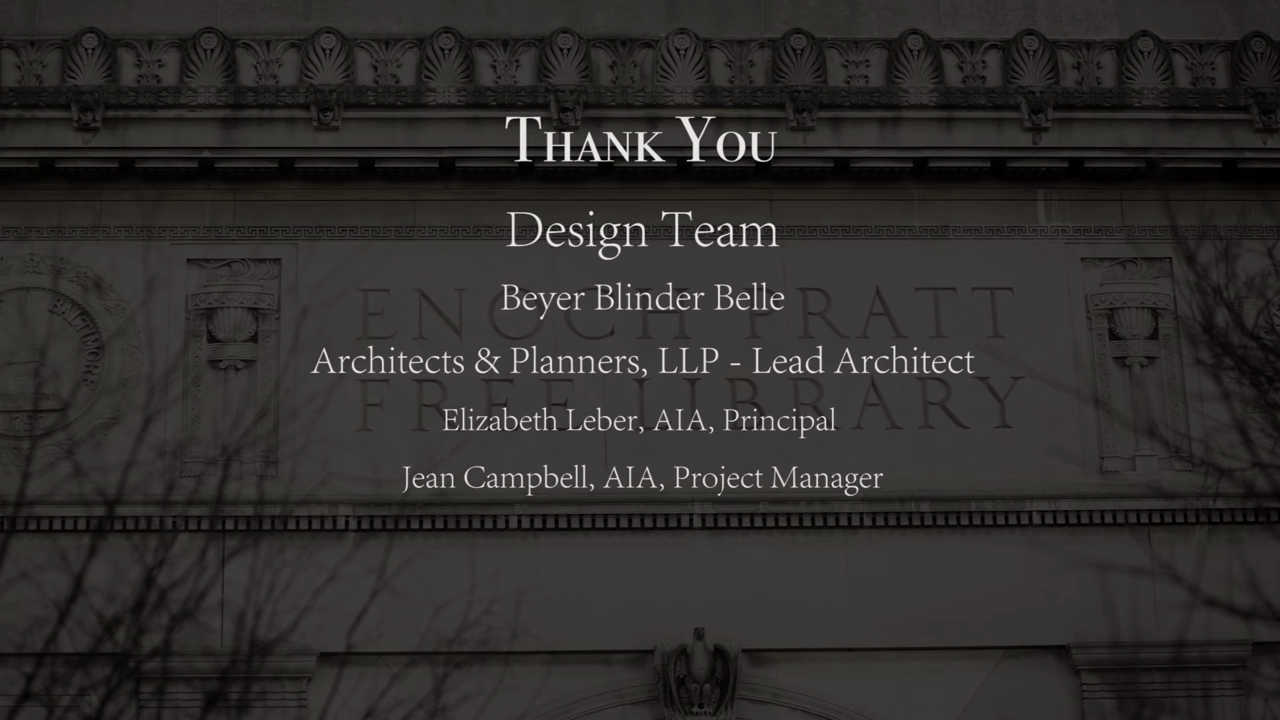 Thank You
Design Team
Beyer Blinder Belle
ENOCH PRATT
Architects & Planners, LLP - Lead Architect
FREE LIBRARY
Elizabeth Leber, AIA, Principal
Jean Campbell, AIA, Project Manager
BALTIMORE